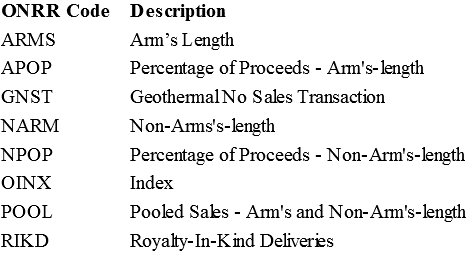 ONRR Code Description
ARMS Arm’s Length
APOP Percentage of Proceeds - Arm's-length
GNST Geothermal No Sales Transaction
NARM Non-Arms's-length
NPOP Percentage of Proceeds - Non-Arm's-length
OINX Index
POOL Pooled Sales - Arm's and Non-Arm's-length
RIKD Royalty-In-Kind Deliveries